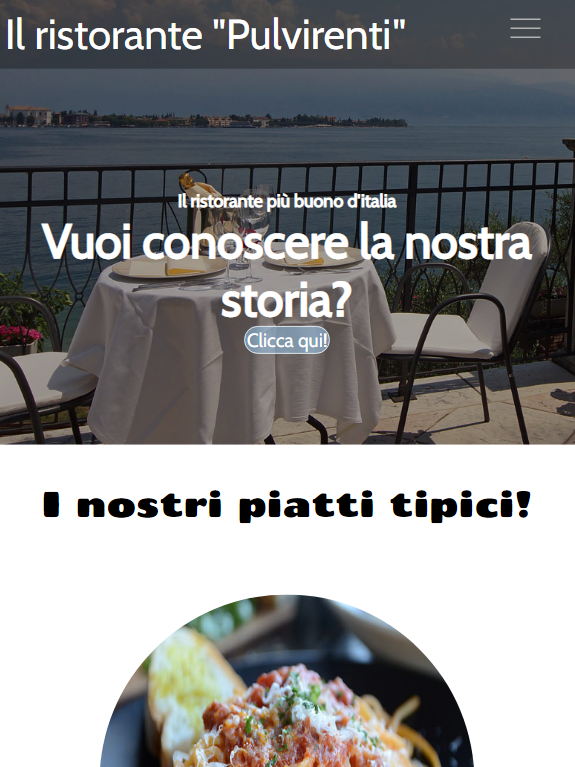 Il ristorante "Pulvirenti"
Il ristorante più buono d'italia
Vuoi conoscere la nostra
storia?
Clicca qui!
I nostri piatti tipici!